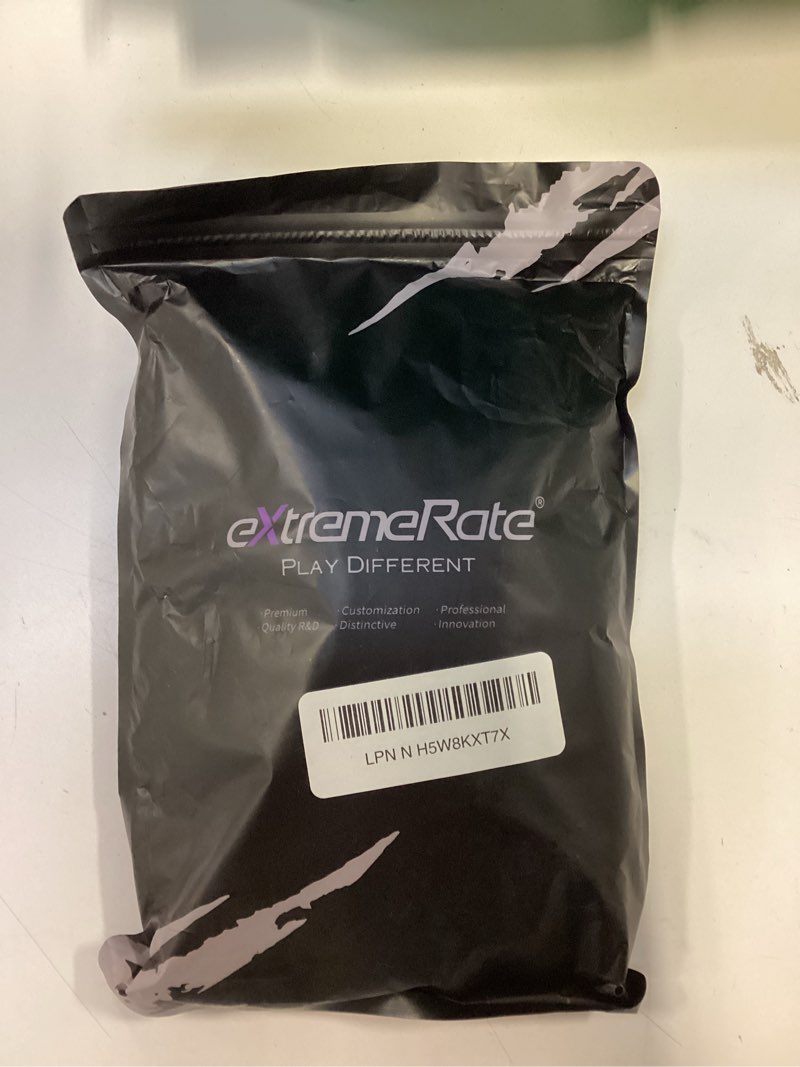 eXtremeRate®
PLAY DIFFERENT
·Premium ·Customization ·Professional
·Quality R&D ·Distinctive ·Innovation
LPN N H5W8KXT7X